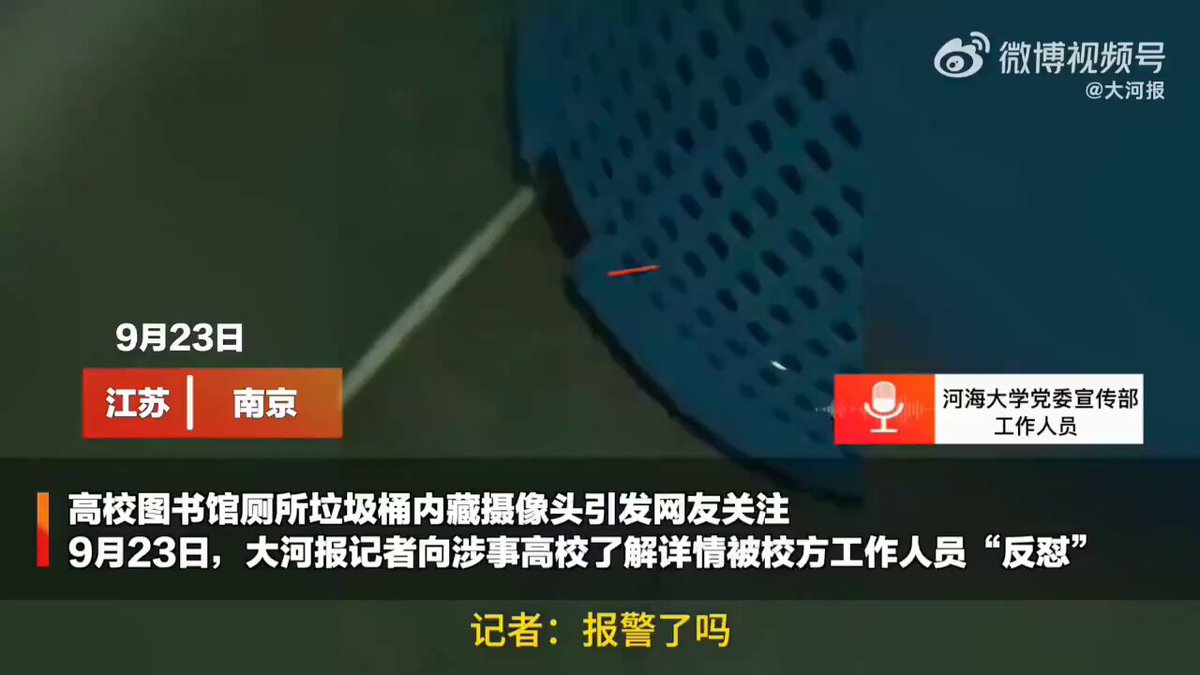 微博视频号
@大河报
9月23日
江苏 南京
河海大学党委宣传部
工作人员
高校图书馆厕所垃圾桶内藏摄像头引发网友关注
9月23日，大河报记者向涉事高校了解详情被校方工作人员“反怼”
记者：报警了吗